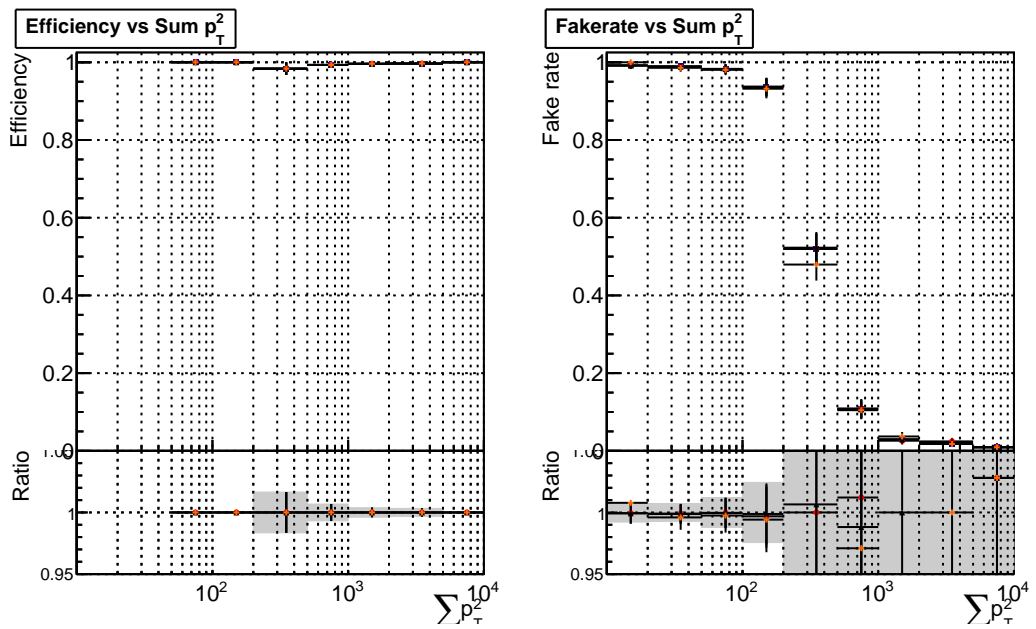 Efficiency vs Sum p_T^2
Efficiency
1
0.8
0.6
0.4
0.2
0
Ratio
1
0.95
10^2
10^3
10^4
∑p_T^2
Fakerate vs Sum p_T^2
Fake rate
1
0.8
0.6
0.4
0.2
0
Ratio
1
0.95
10^2
10^3
10^4
∑p_T^2